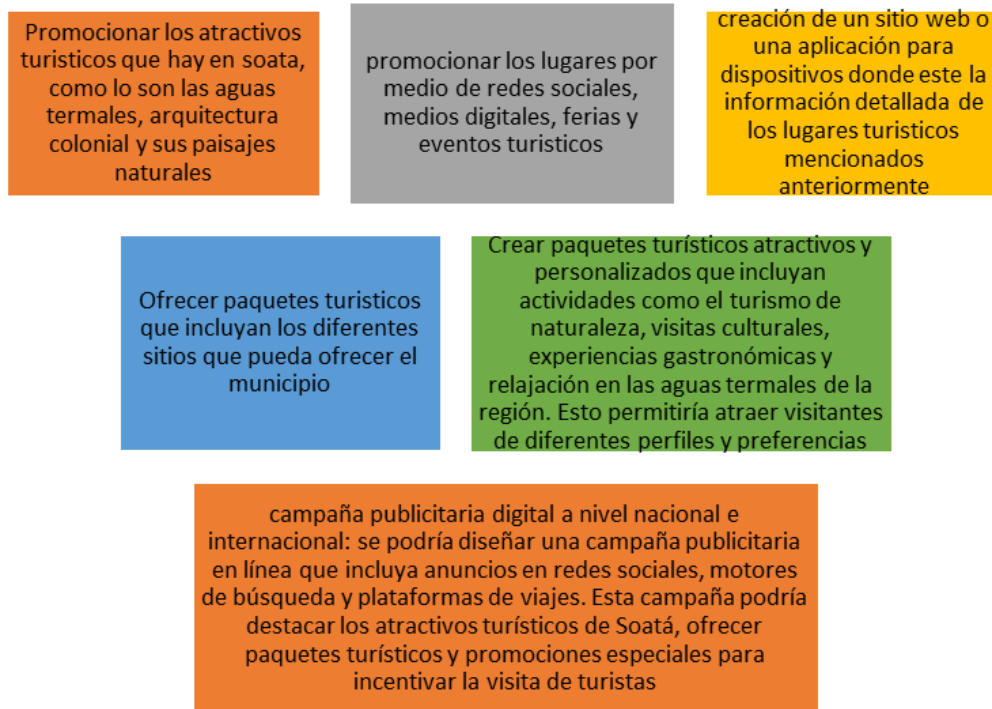 Promocionar los atractivos
turisticos que hay en soata,
como lo son las aguas
termales, arquitectura
colonial y sus paisajes
naturales
promocionar los lugares por
medio de redes sociales,
medios digitales, ferias y
eventos turisticos
creación de un sitio web o
una aplicación para
dispositivos donde este la
información detallada de
los lugares turisticos
mencionados
anteriormente
Ofrecer paquetes turisticos
que incluyan los diferentes
sitios que pueda ofrecer el
municipio
Crear paquetes turísticos atractivos y
personalizados que incluyan
actividades como el turismo de
naturaleza, visitas culturales,
experiencias gastronómicas y
relajación en las aguas termales de la
región. Esto permitiría atraer visitantes
de diferentes perfiles y preferencias
campaña publicitaria digital a nivel nacional e
internacional: se podría diseñar una campaña publicitaria
en línea que incluya anuncios en redes sociales, motores
de búsqueda y plataformas de viajes. Esta campaña podría
destacar los atractivos turísticos de Soatá, ofrecer
paquetes turísticos y promociones especiales para
incentivar la visita de turistas